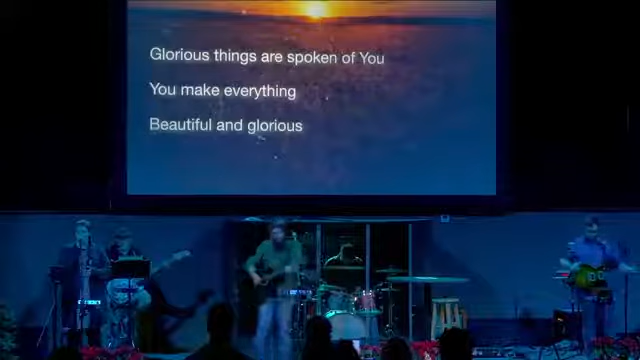 Glorious things are spoken of You
You make everything
Beautiful and glorious